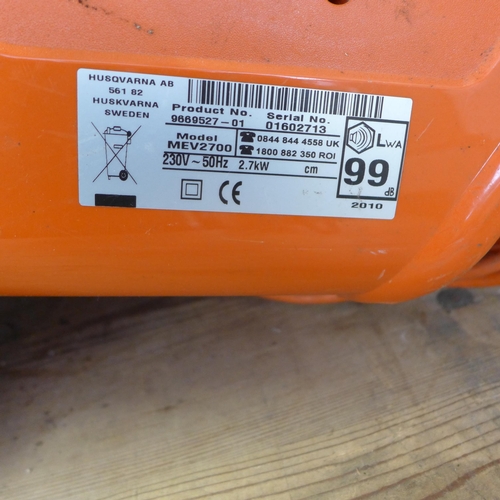 HUSQVARNA AB
561 82
HUSKVARNA
SWEDEN
Product No. Serial No.
9669527-01 01602713
Model
MEV2700
0844 844 4558 UK
1800 882 350 ROI
230V~50Hz 2.7kW cm
CE
LWA
99
dB
2010